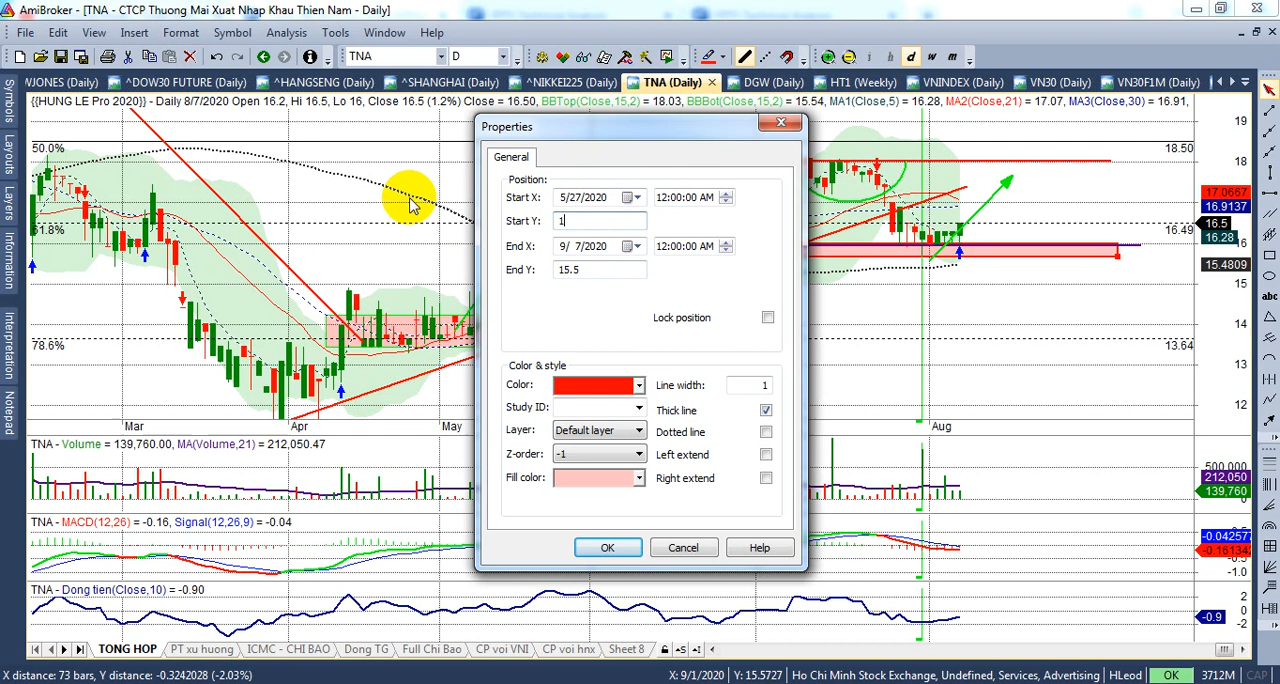 AmiBroker - [TNA - CTCP Thuong Mai Xuat Nhap Khau Thien Nam - Daily]
File Edit View Insert Format Symbol Analysis Tools Window Help
TNA D d w m
WJONES (Daily) ^DOW30 FUTURE (Daily) ^HANGSENG (Daily) ^SHANGHAI (Daily) ^NIKKEI225 (Daily) TNA (Daily) DGW (Daily) HT1 (Weekly) VNINDEX (Daily) VN30 (Daily) VN30F1M (Daily)
{{HUNG LE Pro 2020}} - Daily 8/7/2020 Open 16.2, Hi 16.5, Lo 16, Close 16.5 (1.2%) Close = 16.50, BBTop(Close,15,2) = 18.03, BBBot(Close,15,2) = 15.54, MA1(Close,5) = 16.28, MA2(Close,21) = 17.07, MA3(Close,30) = 16.91,
Symbols
Layouts
Layers
Information
Interpretation
Notepad
50.0%
61.8%
78.6%
Mar Apr May Aug
19
18.50
18
17.0667
16.9137
16.5
16.49
16.28
16
15.4809
15
14
13.64
13
12
abc
Properties
General
Position:
Start X: 5/27/2020 12:00:00 AM
Start Y: 1
End X: 9/ 7/2020 12:00:00 AM
End Y: 15.5
Lock position
Color & style
Color: Line width: 1
Study ID: Thick line
Layer: Default layer Dotted line
Z-order: -1 Left extend
Fill color: Right extend
OK Cancel Help
TNA - Volume = 139,760.00, MA(Volume,21) = 212,050.47
500,000
212,050
139,760
TNA - MACD(12,26) = -0.16, Signal(12,26,9) = -0.04
-0.04257
-0.16134
-1.0
TNA - Dong tien(Close,10) = -0.90
2
0
-0.9
-2
TONG HOP PT xu huong ICMC - CHI BAO Dong TG Full Chi Bao CP voi VNI CP voi hnx Sheet 8
X distance: 73 bars, Y distance: -0.3242028 (-2.03%) X: 9/1/2020 Y: 15.5727 Ho Chi Minh Stock Exchange, Undefined, Services, Advertising HLeod OK 3712M CAP